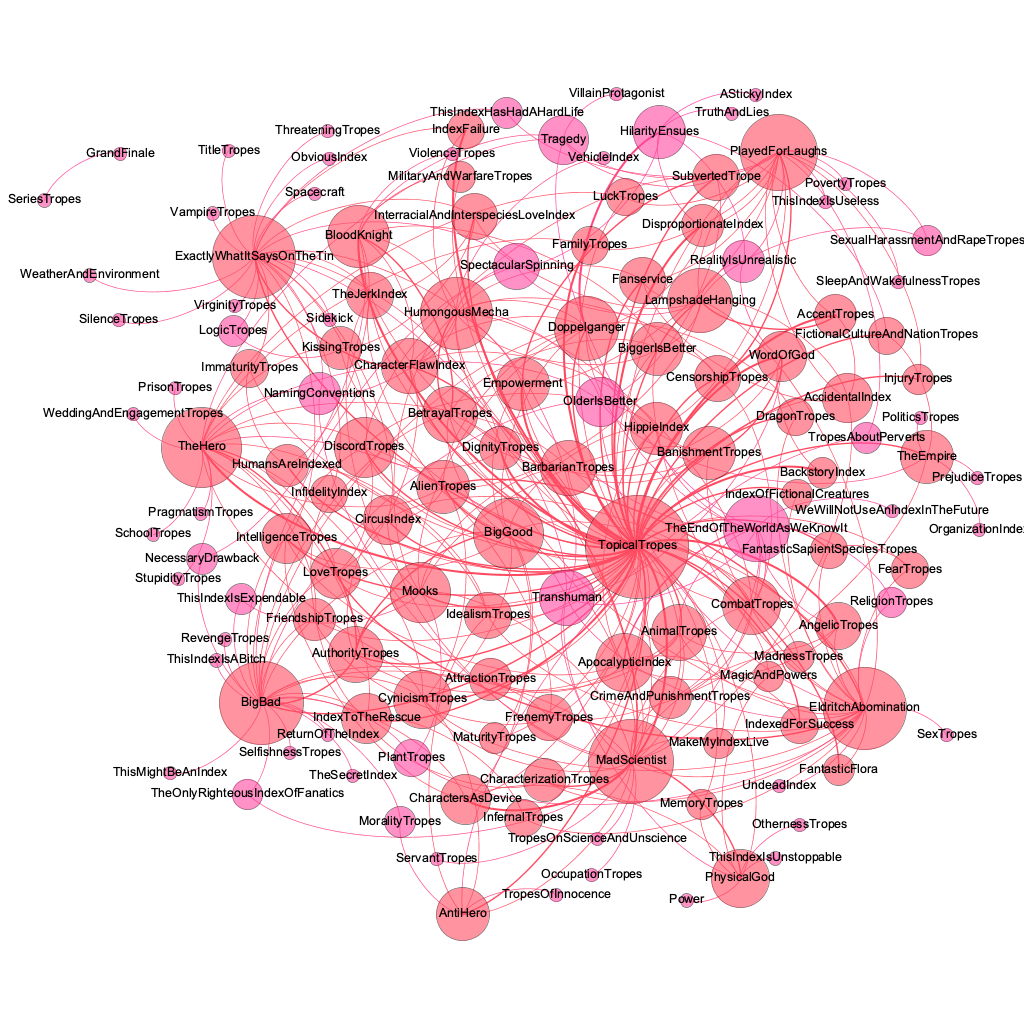 VillainProtagonist
AStickyIndex
ThisIndexHasHadAHardLife
TruthAndLies
IndexFailure
ThreateningTropes
HilarityEnsues
Tragedy
TitleTropes
PlayedForLaughs
GrandFinale
ViolenceTropes
ObviousIndex
VehicleIndex
MilitaryAndWarfareTropes
SubvertedTrope
PovertyTropes
Spacecraft
LuckTropes
SeriesTropes
ThisIndexIsUseless
VampireTropes
InterracialAndInterspeciesLoveIndex
DisproportionateIndex
BloodKnight
SexualHarassmentAndRapeTropes
FamilyTropes
ExactlyWhatItSaysOnTheTin
RealityIsUnrealistic
SpectacularSpinning
WeatherAndEnvironment
Fanservice
SleepAndWakefulnessTropes
TheJerkIndex
LampshadeHanging
VirginityTropes
HumongousMecha
AccentTropes
SilenceTropes
Sidekick
Doppelganger
LogicTropes
FictionalCultureAndNationTropes
KissingTropes
BiggerIsBetter
WordOfGod
ImmaturityTropes
CharacterFlawIndex
CensorshipTropes
InjuryTropes
Empowerment
PrisonTropes
NamingConventions
AccidentalIndex
OlderIsBetter
WeddingAndEngagementTropes
BetrayalTropes
DragonTropes
PoliticsTropes
HippieIndex
TropesAboutPerverts
TheHero
DiscordTropes
DignityTropes
BanishmentTropes
TheEmpire
HumansAreIndexed
BarbarianTropes
BackstoryIndex
PrejudiceTropes
AlienTropes
InfidelityIndex
IndexOfFictionalCreatures
PragmatismTropes
WeWillNotUseAnIndexInTheFuture
CircusIndex
TheEndOfTheWorldAsWeKnowIt
SchoolTropes
BigGood
IntelligenceTropes
TopicalTropes
FantasticSapientSpeciesTropes
NecessaryDrawback
LoveTropes
FearTropes
StupidityTropes
Mooks
ThisIndexIsExpendable
Transhuman
ReligionTropes
CombatTropes
IdealismTropes
FriendshipTropes
AngelicTropes
AnimalTropes
RevengeTropes
AuthorityTropes
MadnessTropes
ThisIndexIsABitch
ApocalypticIndex
MagicAndPowers
AttractionTropes
CrimeAndPunishmentTropes
BigBad
CynicismTropes
EldritchAbomination
IndexToTheRescue
FrenemyTropes
IndexedForSuccess
ReturnOfTheIndex
SexTropes
MaturityTropes
MakeMyIndexLive
SelfishnessTropes
PlantTropes
MadScientist
ThisMightBeAnIndex
FantasticFlora
TheSecretIndex
CharacterizationTropes
UndeadIndex
TheOnlyRighteousIndexOfFanatics
CharactersAsDevice
MemoryTropes
InfernalTropes
MoralityTropes
OthernessTropes
TropesOnScienceAndUnscience
ServantTropes
ThisIndexIsUnstoppable
OccupationTropes
PhysicalGod
TropesOfInnocence
Power
AntiHero